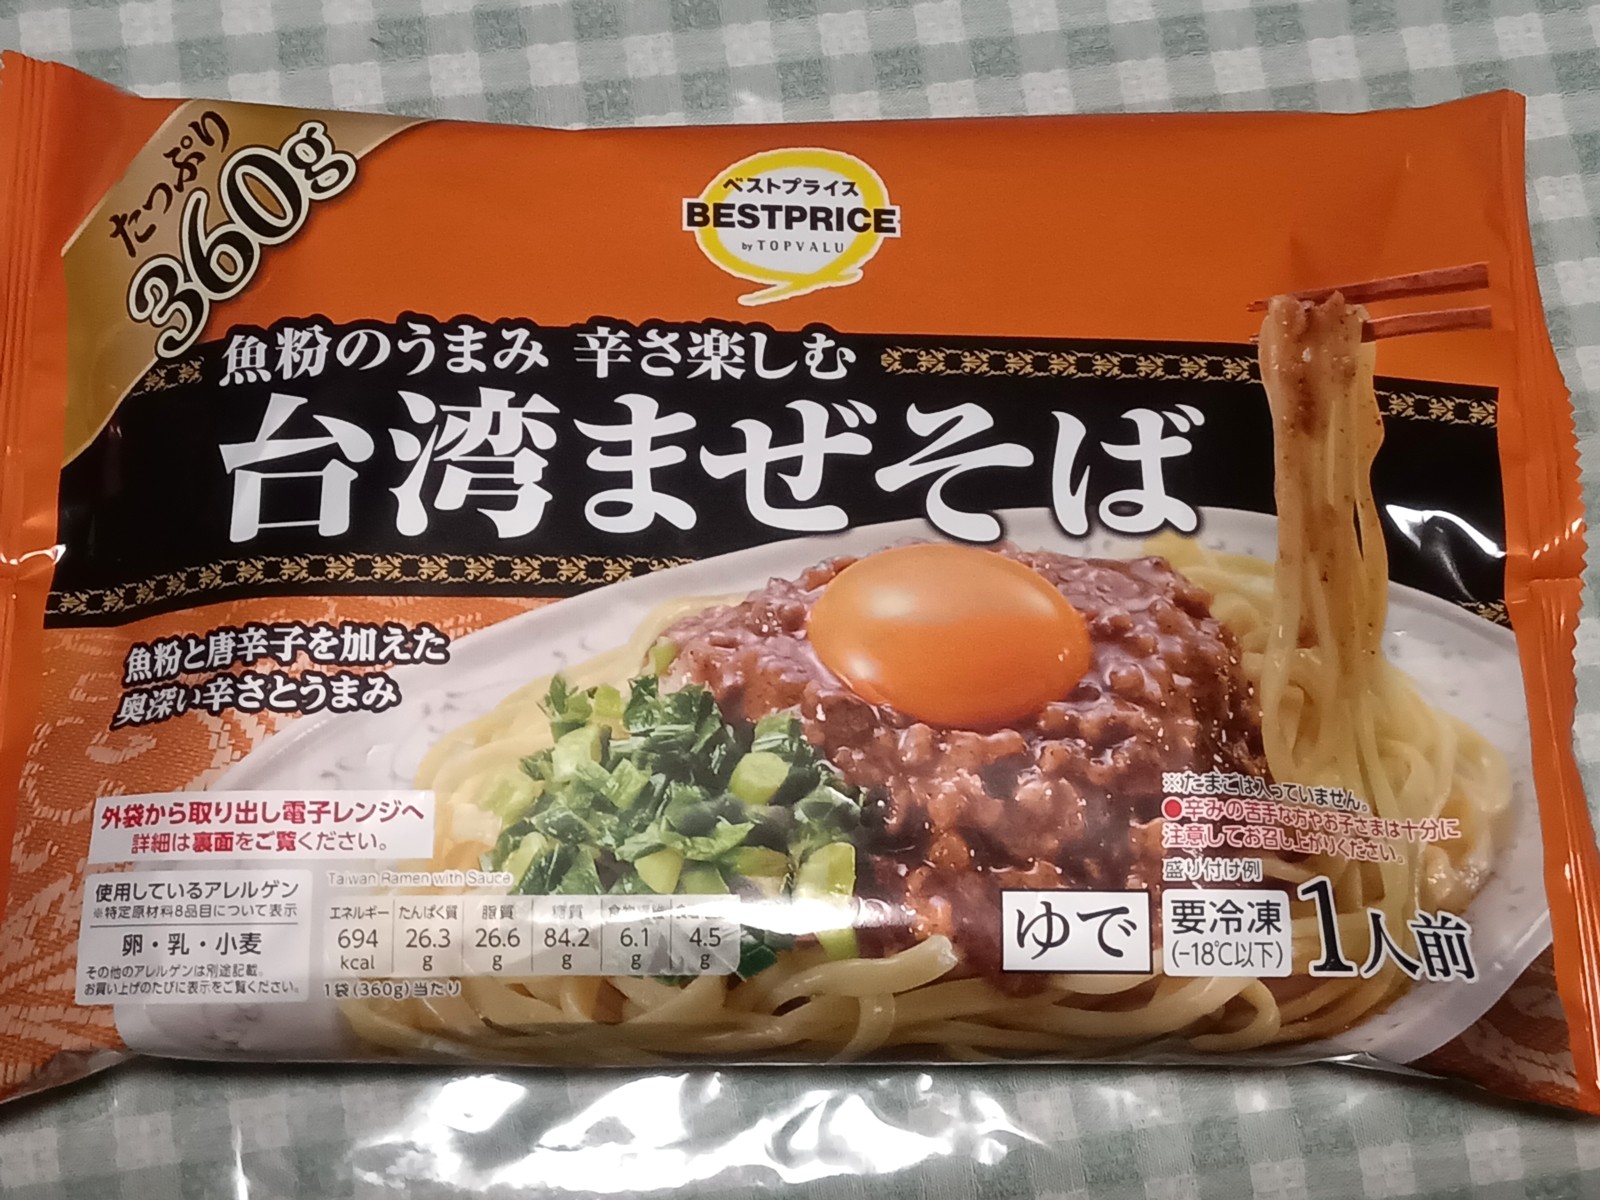 たっぷり
360g
ベストプライス
BESTPRICE
by TOPVALU
魚粉のうまみ 辛さ楽しむ
台湾まぜそば
魚粉と唐辛子を加えた
奥深い辛さとうまみ
外袋から取り出し電子レンジへ
詳細は裏面をご覧ください。
使用しているアレルゲン
※特定原材料8品目について表示
卵・乳・小麦
その他のアレルゲンは別途記載。
お買い上げのたびに表示をご覧ください。
Taiwan Ramen with Sauce
エネルギー たんぱく質 脂質 糖質
694 26.3 26.6 84.2 6.1 4.5
kcal g g g g g
1袋(360g)当たり
※たまごは入っていません。
●辛みの苦手な方やお子さまは十分に
注意してお召し上がりください。
盛り付け例
ゆで
要冷凍
(-18℃以下)
1人前